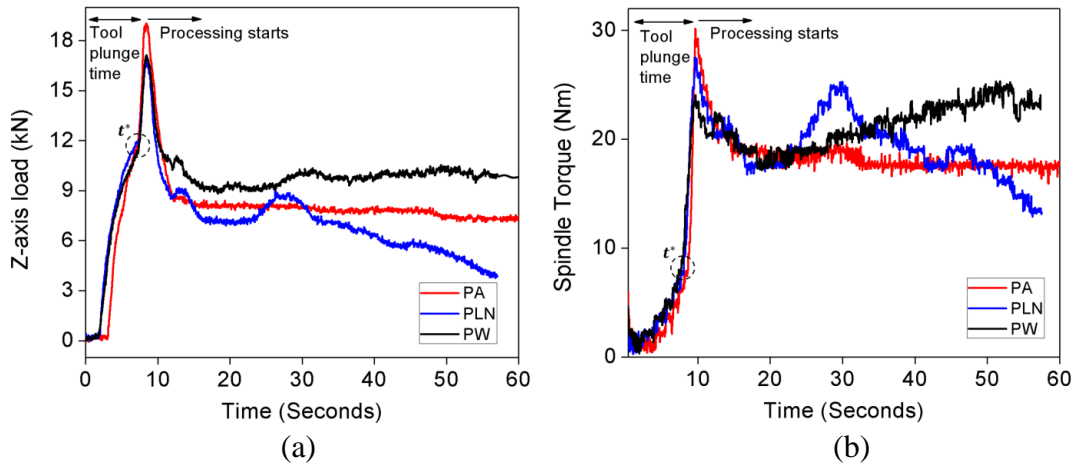 Tool
plunge
time
Processing starts
t*
Z-axis load (kN)
18
15
12
9
6
3
0
PA
PLN
PW
0 10 20 30 40 50 60
Time (Seconds)
(a)
Tool
plunge
time
Processing starts
t*
Spindle Torque (Nm)
30
20
10
0
PA
PLN
PW
10 20 30 40 50 60
Time (Seconds)
(b)